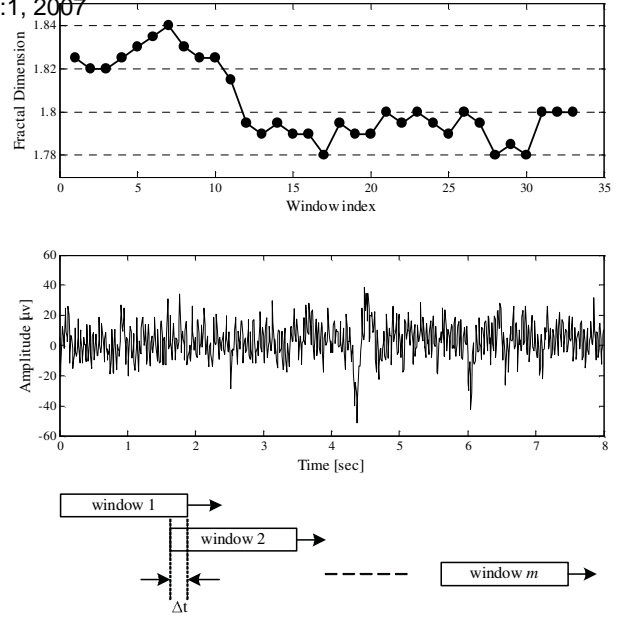 :1, 2007
1.84
1.82
1.8
1.78
Fractal Dimension
0 5 10 15 20 25 30 35
Window index
60
40
20
0
-20
-40
-60
Amplitude [μv]
0 1 2 3 4 5 6 7 8
Time [sec]
window 1
window 2
window m
Δt